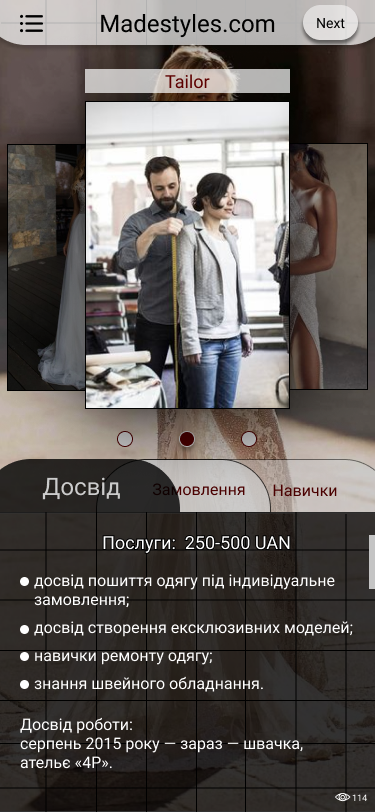 Madestyles.com
Next
Tailor
Досвід
Замовлення
Навички
Послуги: 250-500 UAN
досвід пошиття одягу під індивідуальне
замовлення;
досвід створення ексклюзивних моделей;
навички ремонту одягу;
знання швейного обладнання.
Досвід роботи:
серпень 2015 року — зараз — швачка,
ательє «4Р».
114